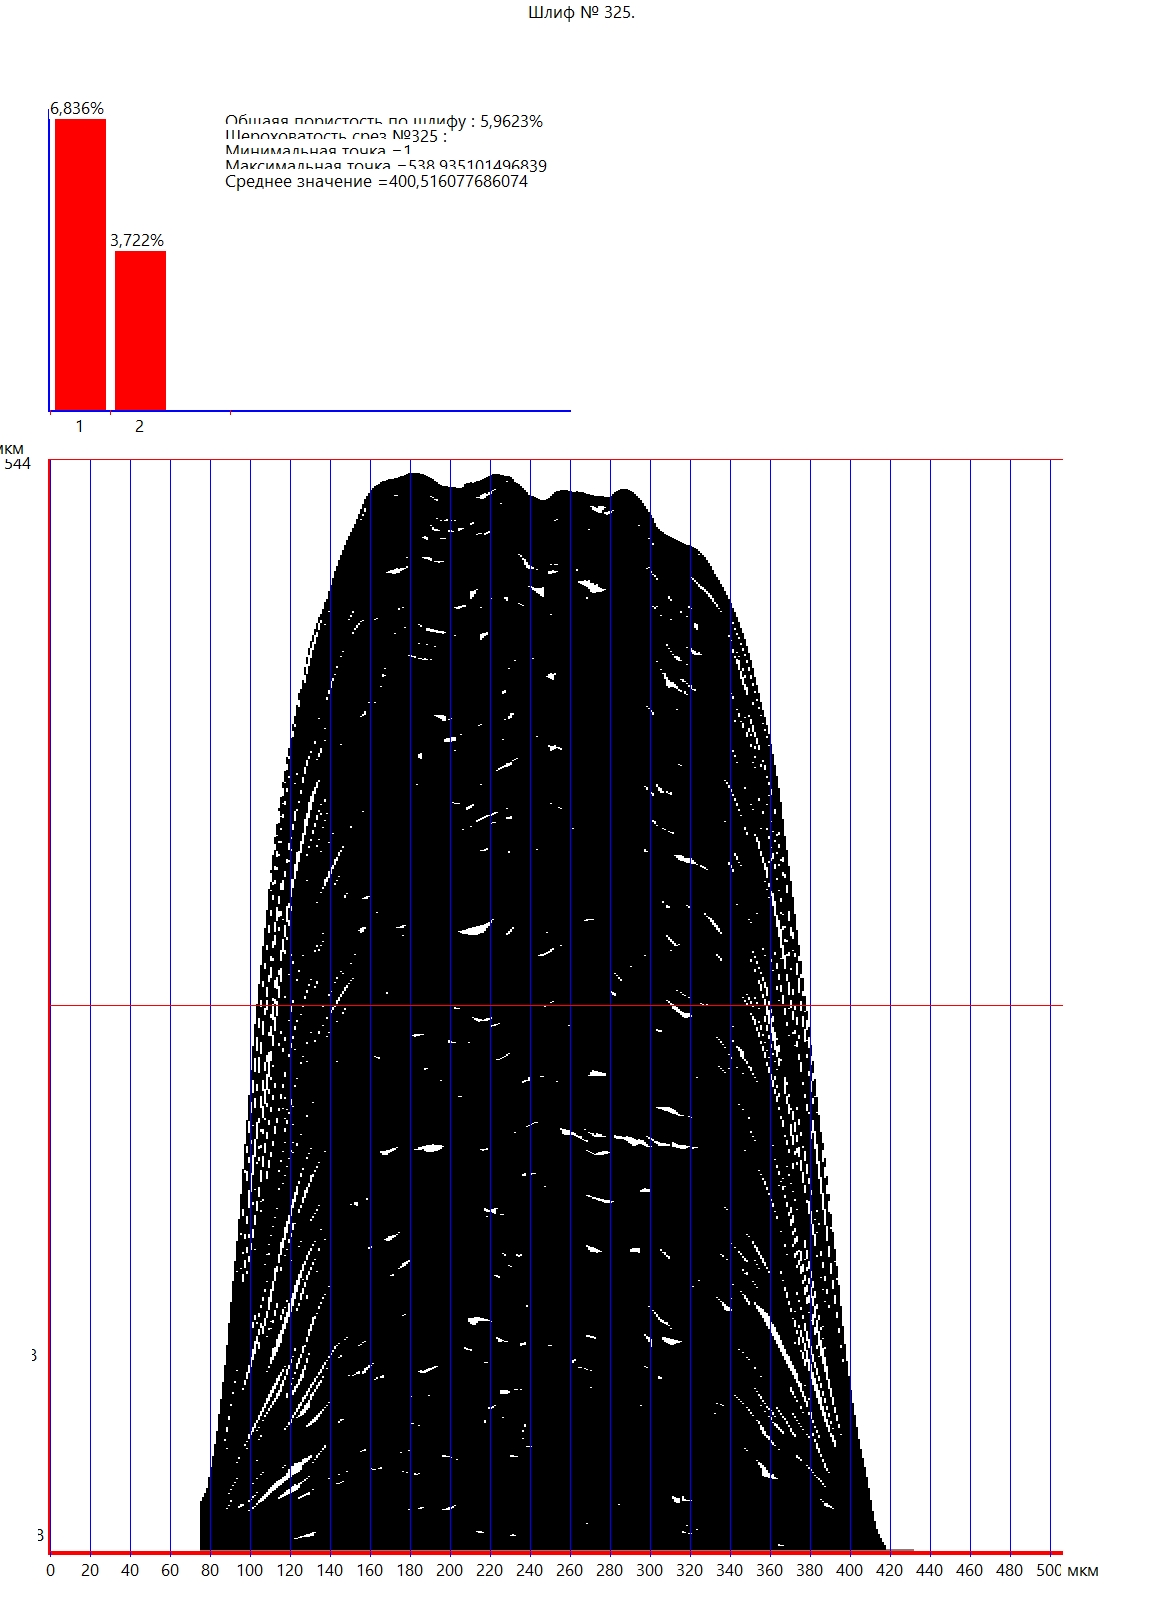 Шлиф № 325.
6,836%
Общая пористость по шлифу : 5,9623%
Шероховатость срез №325 :
Минимальная точка =1
Максимальная точка =538,935101496839
Среднее значение =400,516077686074
3,722%
1 2
мкм
544
3
3
0 20 40 60 80 100 120 140 160 180 200 220 240 260 280 300 320 340 360 380 400 420 440 460 480 500 мкм